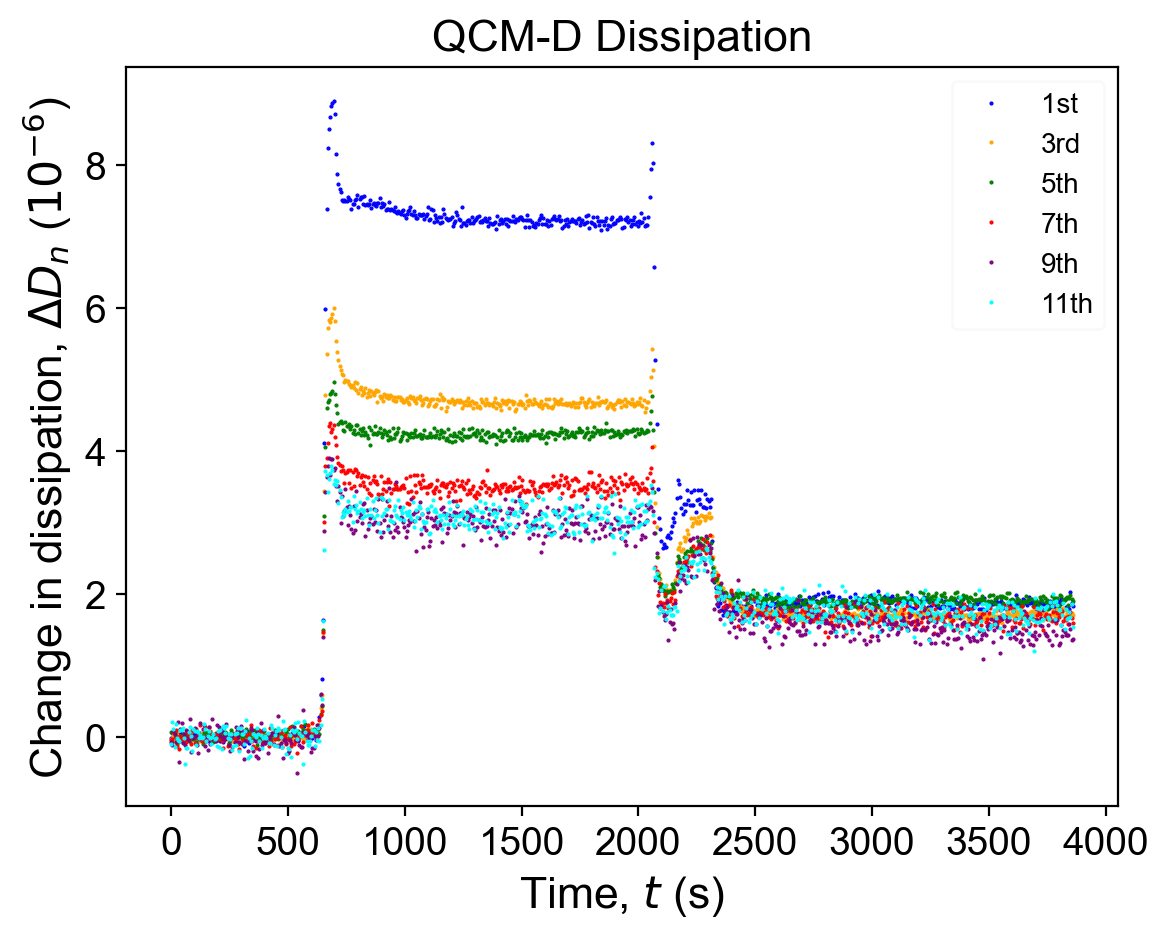 QCM-D Dissipation
Change in dissipation, ΔDₙ (10⁻⁶)
8
6
4
2
0
0 500 1000 1500 2000 2500 3000 3500 4000
Time, t (s)
1st
3rd
5th
7th
9th
11th